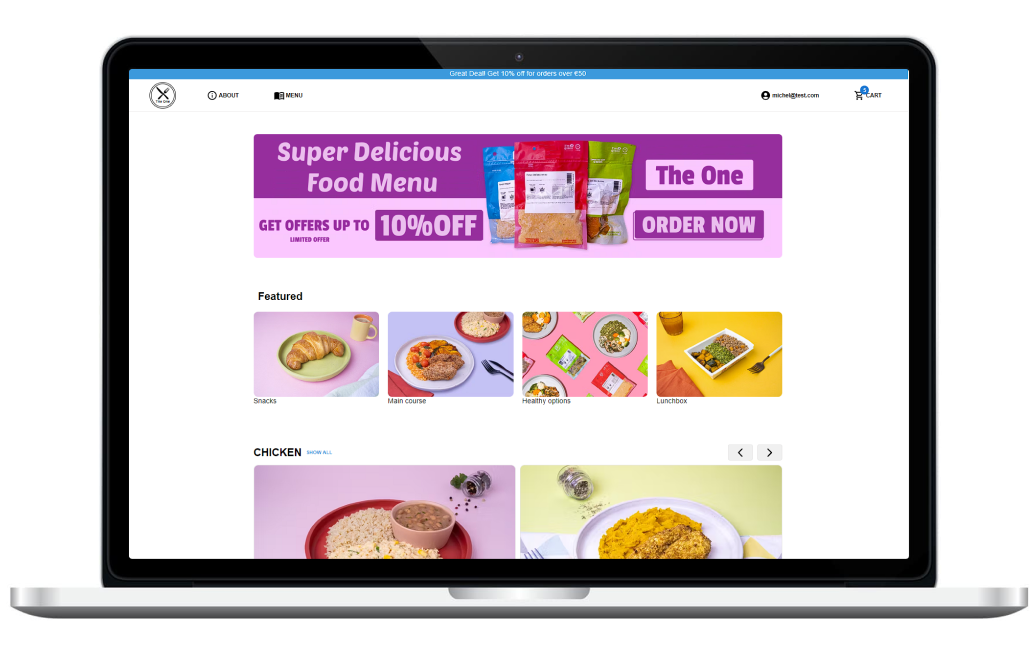 Great Deal! Get 10% off for orders over €50
The One
ABOUT
MENU
michel@test.com
5
CART
Super Delicious
Food Menu
The One
GET OFFERS UP TO 10%OFF
LIMITED OFFER
ORDER NOW
Featured
Snacks
Main course
Healthy options
Lunchbox
CHICKEN SHOW ALL